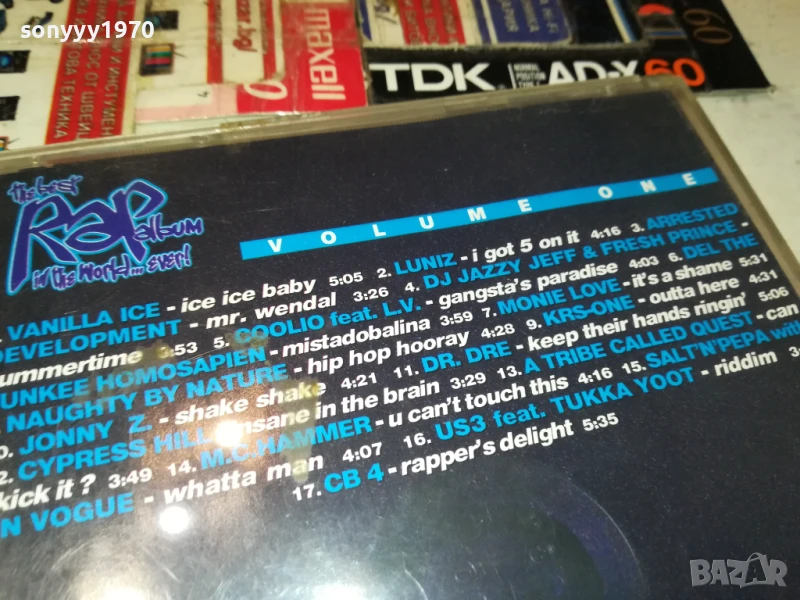 sonyyy1970
maxell
TDK AD-X 60
60
ОВА ТЕХНИКА
the best
Rap
album
in the world... ever!
VOLUME ONE
VANILLA ICE - ice ice baby 5:05 2. LUNIZ - i got 5 on it 4:16 3. ARRESTED
DEVELOPMENT - mr. wendal 3:26 4. DJ JAZZY JEFF & FRESH PRINCE -
ummertime 3:53 5. COOLIO feat. L.V. - gangsta's paradise 4:03 6. DEL THE
UNKEE HOMOSAPIEN - mistadobalina 3:59 7. MONIE LOVE - it's a shame 5:31
NAUGHTY BY NATURE - hip hop hooray 4:28 9. KRS-ONE - outta here 4:31
0. JONNY Z. - shake shake 4:21 11. DR. DRE - keep their hands ringin' 5:06
2. CYPRESS HILL - insane in the brain 3:29 13. A TRIBE CALLED QUEST - can
kick it ? 3:49 14. M.C. HAMMER - u can't touch this 4:16 15. SALT'N'PEPA with
N VOGUE - whatta man 4:07 16. US3 feat. TUKKA YOOT - riddim
17. CB 4 - rapper's delight 5:35
BAZAR